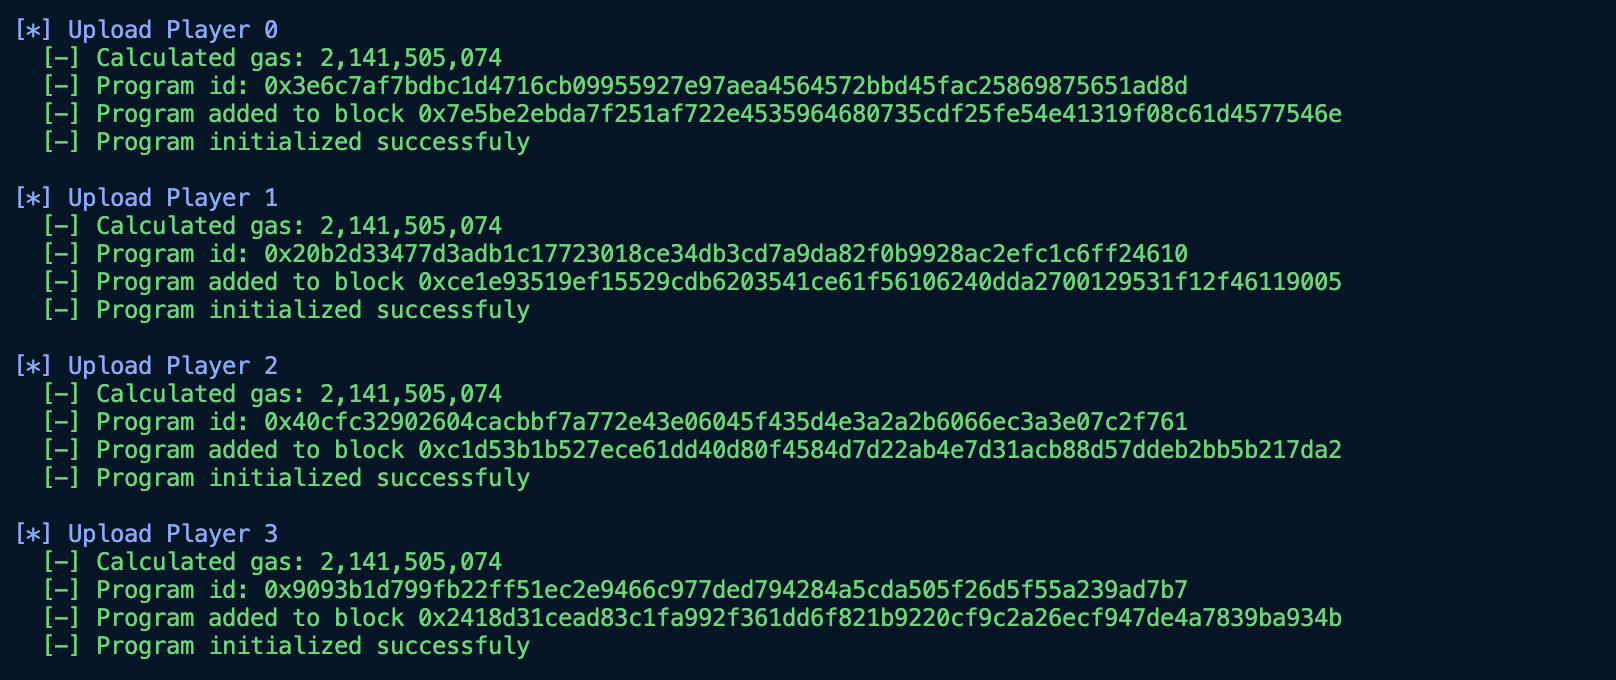 [*] Upload Player 0
[-] Calculated gas: 2,141,505,074
[-] Program id: 0x3e6c7af7bdbc1d4716cb09955927e97aea4564572bbd45fac25869875651ad8d
[-] Program added to block 0x7e5be2ebda7f251af722e4535964680735cdf25fe54e41319f08c61d4577546e
[-] Program initialized successfuly
[*] Upload Player 1
[-] Calculated gas: 2,141,505,074
[-] Program id: 0x20b2d33477d3adb1c17723018ce34db3cd7a9da82f0b9928ac2efc1c6ff24610
[-] Program added to block 0xce1e93519ef15529cdb6203541ce61f56106240dda2700129531f12f46119005
[-] Program initialized successfuly
[*] Upload Player 2
[-] Calculated gas: 2,141,505,074
[-] Program id: 0x40cfc32902604cacbbf7a772e43e06045f435d4e3a2a2b6066ec3a3e07c2f761
[-] Program added to block 0xc1d53b1b527ece61dd40d80f4584d7d22ab4e7d31acb88d57ddeb2bb5b217da2
[-] Program initialized successfuly
[*] Upload Player 3
[-] Calculated gas: 2,141,505,074
[-] Program id: 0x9093b1d799fb22ff51ec2e9466c977ded794284a5cda505f26d5f55a239ad7b7
[-] Program added to block 0x2418d31cead83c1fa992f361dd6f821b9220cf9c2a26ecf947de4a7839ba934b
[-] Program initialized successfuly